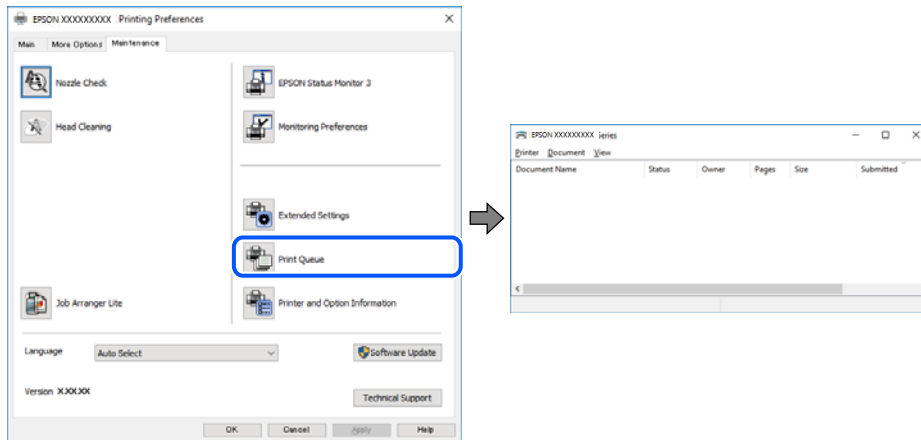 EPSON XXXXXXXXX Printing Preferences
Main More Options Maintenance
Nozzle Check
EPSON Status Monitor 3
Head Cleaning
Monitoring Preferences
Extended Settings
Print Queue
Job Arranger Lite
Printer and Option Information
Language Auto Select
Software Update
Version X.XX.XX
Technical Support
OK Cancel Apply Help
EPSON XXXXXXXXXX ieries
Printer Document View
Document Name Status Owner Pages Size Submitted